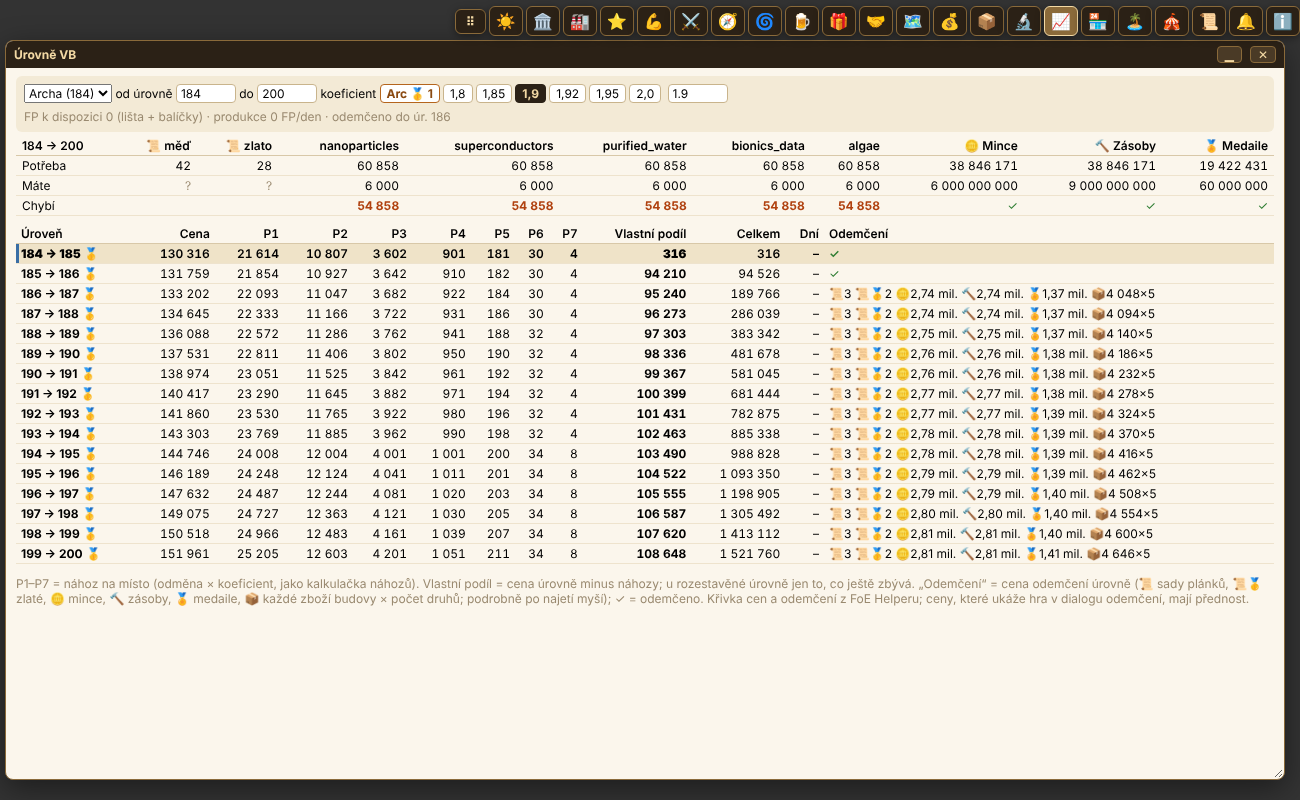 Úrovně VB
Archa (184) od úrovně 184 do 200 koeficient Arc 🥇 1 1,8 1,85 1,9 1,92 1,95 2,0 1.9
FP k dispozici 0 (lišta + balíčky) · produkce 0 FP/den · odemčeno do úr. 186
184 → 200 📜 měď 📜 zlato nanoparticles superconductors purified_water bionics_data algae 🪙 Mince 🔨 Zásoby 🏅 Medaile
Potřeba 42 28 60 858 60 858 60 858 60 858 60 858 38 846 171 38 846 171 19 422 431
Máte ? ? 6 000 6 000 6 000 6 000 6 000 6 000 000 000 9 000 000 000 60 000 000
Chybí 54 858 54 858 54 858 54 858 54 858 ✓ ✓ ✓
Úroveň Cena P1 P2 P3 P4 P5 P6 P7 Vlastní podíl Celkem Dní Odemčení
184 → 185 🥇 130 316 21 614 10 807 3 602 901 181 30 4 316 316 – ✓
185 → 186 🥇 131 759 21 854 10 927 3 642 910 182 30 4 94 210 94 526 – ✓
186 → 187 🥇 133 202 22 093 11 047 3 682 922 184 30 4 95 240 189 766 – 📜3 📜🥇2 🪙2,74 mil. 🔨2,74 mil. 🏅1,37 mil. 📦4 048×5
187 → 188 🥇 134 645 22 333 11 166 3 722 931 186 30 4 96 273 286 039 – 📜3 📜🥇2 🪙2,74 mil. 🔨2,74 mil. 🏅1,37 mil. 📦4 094×5
188 → 189 🥇 136 088 22 572 11 286 3 762 941 188 32 4 97 303 383 342 – 📜3 📜🥇2 🪙2,75 mil. 🔨2,75 mil. 🏅1,37 mil. 📦4 140×5
189 → 190 🥇 137 531 22 811 11 406 3 802 950 190 32 4 98 336 481 678 – 📜3 📜🥇2 🪙2,76 mil. 🔨2,76 mil. 🏅1,38 mil. 📦4 186×5
190 → 191 🥇 138 974 23 051 11 525 3 842 961 192 32 4 99 367 581 045 – 📜3 📜🥇2 🪙2,76 mil. 🔨2,76 mil. 🏅1,38 mil. 📦4 232×5
191 → 192 🥇 140 417 23 290 11 645 3 882 971 194 32 4 100 399 681 444 – 📜3 📜🥇2 🪙2,77 mil. 🔨2,77 mil. 🏅1,38 mil. 📦4 278×5
192 → 193 🥇 141 860 23 530 11 765 3 922 980 196 32 4 101 431 782 875 – 📜3 📜🥇2 🪙2,77 mil. 🔨2,77 mil. 🏅1,39 mil. 📦4 324×5
193 → 194 🥇 143 303 23 769 11 885 3 962 990 198 32 4 102 463 885 338 – 📜3 📜🥇2 🪙2,78 mil. 🔨2,78 mil. 🏅1,39 mil. 📦4 370×5
194 → 195 🥇 144 746 24 008 12 004 4 001 1 001 200 34 8 103 490 988 828 – 📜3 📜🥇2 🪙2,78 mil. 🔨2,78 mil. 🏅1,39 mil. 📦4 416×5
195 → 196 🥇 146 189 24 248 12 124 4 041 1 011 201 34 8 104 522 1 093 350 – 📜3 📜🥇2 🪙2,79 mil. 🔨2,79 mil. 🏅1,39 mil. 📦4 462×5
196 → 197 🥇 147 632 24 487 12 244 4 081 1 020 203 34 8 105 555 1 198 905 – 📜3 📜🥇2 🪙2,79 mil. 🔨2,79 mil. 🏅1,40 mil. 📦4 508×5
197 → 198 🥇 149 075 24 727 12 363 4 121 1 030 205 34 8 106 587 1 305 492 – 📜3 📜🥇2 🪙2,80 mil. 🔨2,80 mil. 🏅1,40 mil. 📦4 554×5
198 → 199 🥇 150 518 24 966 12 483 4 161 1 039 207 34 8 107 620 1 413 112 – 📜3 📜🥇2 🪙2,81 mil. 🔨2,81 mil. 🏅1,40 mil. 📦4 600×5
199 → 200 🥇 151 961 25 205 12 603 4 201 1 051 211 34 8 108 648 1 521 760 – 📜3 📜🥇2 🪙2,81 mil. 🔨2,81 mil. 🏅1,41 mil. 📦4 646×5
P1–P7 = nához na místo (odměna × koeficient, jako kalkulačka náhozů). Vlastní podíl = cena úrovně minus náhozy; u rozestavěné úrovně jen to, co ještě zbývá. „Odemčení“ = cena odemčení úrovně (📜 sady plánků, 📜🥇
zlaté, 🪙 mince, 🔨 zásoby, 🏅 medaile, 📦 každé zboží budovy × počet druhů; podrobně po najetí myší); ✓ = odemčeno. Křivka cen a odemčení z FoE Helperu; ceny, které ukáže hra v dialogu odemčení, mají přednost.